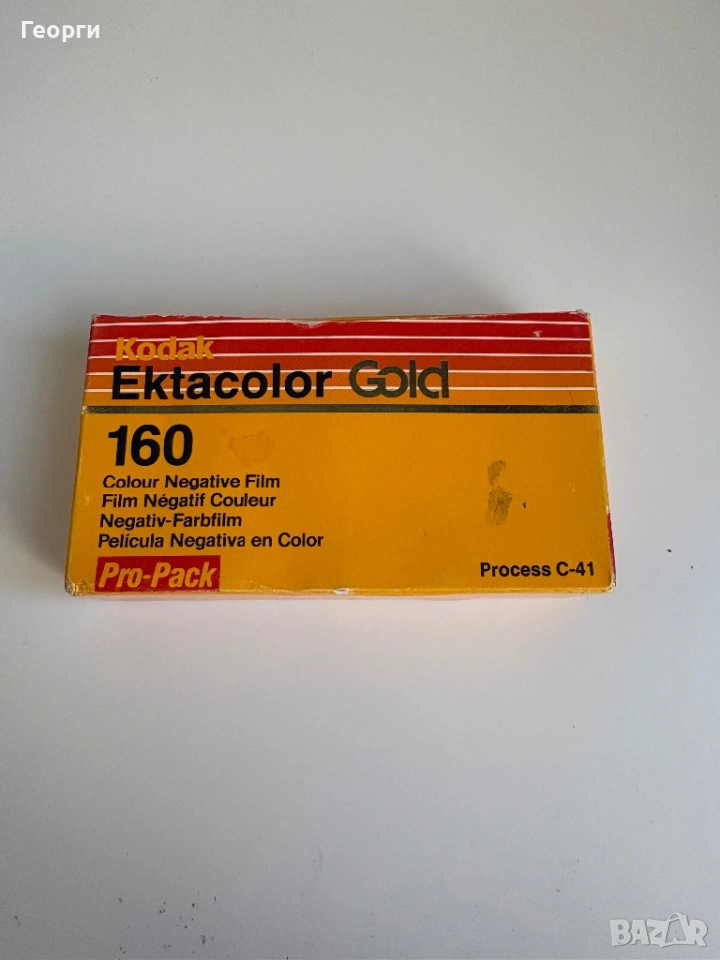 Георги
Kodak
Ektacolor Gold
160
Colour Negative Film
Film Négatif Couleur
Negativ-Farbfilm
Película Negativa en Color
Pro-Pack
Process C-41
BAZAR